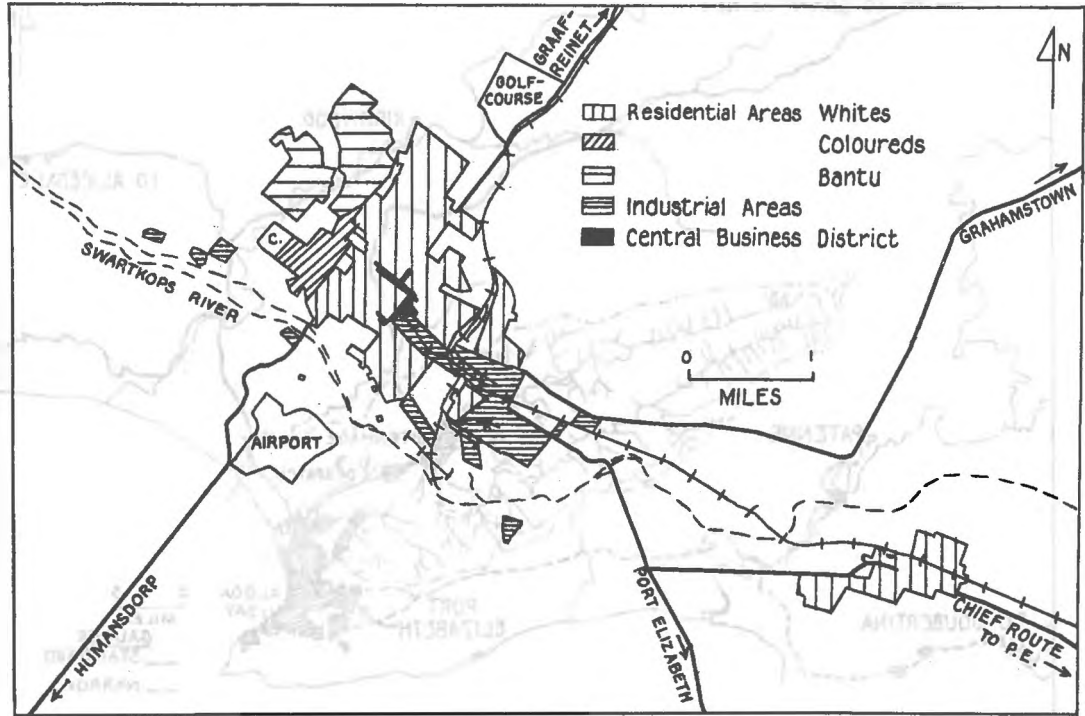 GRAAF-
REINET
GOLF-
COURSE
N
Residential Areas Whites
Coloureds
Bantu
Industrial Areas
Central Business District
GRAHAMSTOWN
C.
SWARTKOPS RIVER
0 1
MILES
AIRPORT
HUMANSDORP
PORT ELIZABETH
CHIEF ROUTE
TO P.E.